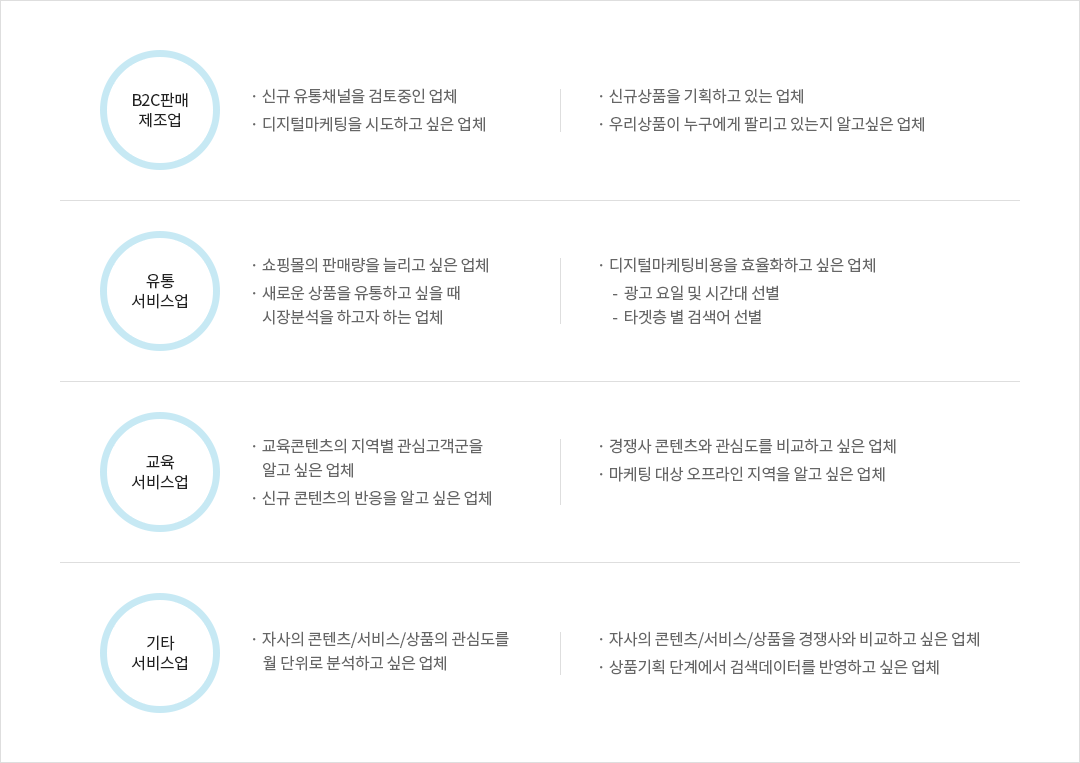 B2C판매
제조업
· 신규 유통채널을 검토중인 업체
· 디지털마케팅을 시도하고 싶은 업체
· 신규상품을 기획하고 있는 업체
· 우리상품이 누구에게 팔리고 있는지 알고싶은 업체
유통
서비스업
· 쇼핑몰의 판매량을 늘리고 싶은 업체
· 새로운 상품을 유통하고 싶을 때
시장분석을 하고자 하는 업체
· 디지털마케팅비용을 효율화하고 싶은 업체
- 광고 요일 및 시간대 선별
- 타겟층 별 검색어 선별
교육
서비스업
· 교육콘텐츠의 지역별 관심고객군을
알고 싶은 업체
· 신규 콘텐츠의 반응을 알고 싶은 업체
· 경쟁사 콘텐츠와 관심도를 비교하고 싶은 업체
· 마케팅 대상 오프라인 지역을 알고 싶은 업체
기타
서비스업
· 자사의 콘텐츠/서비스/상품의 관심도를
월 단위로 분석하고 싶은 업체
· 자사의 콘텐츠/서비스/상품을 경쟁사와 비교하고 싶은 업체
· 상품기획 단계에서 검색데이터를 반영하고 싶은 업체